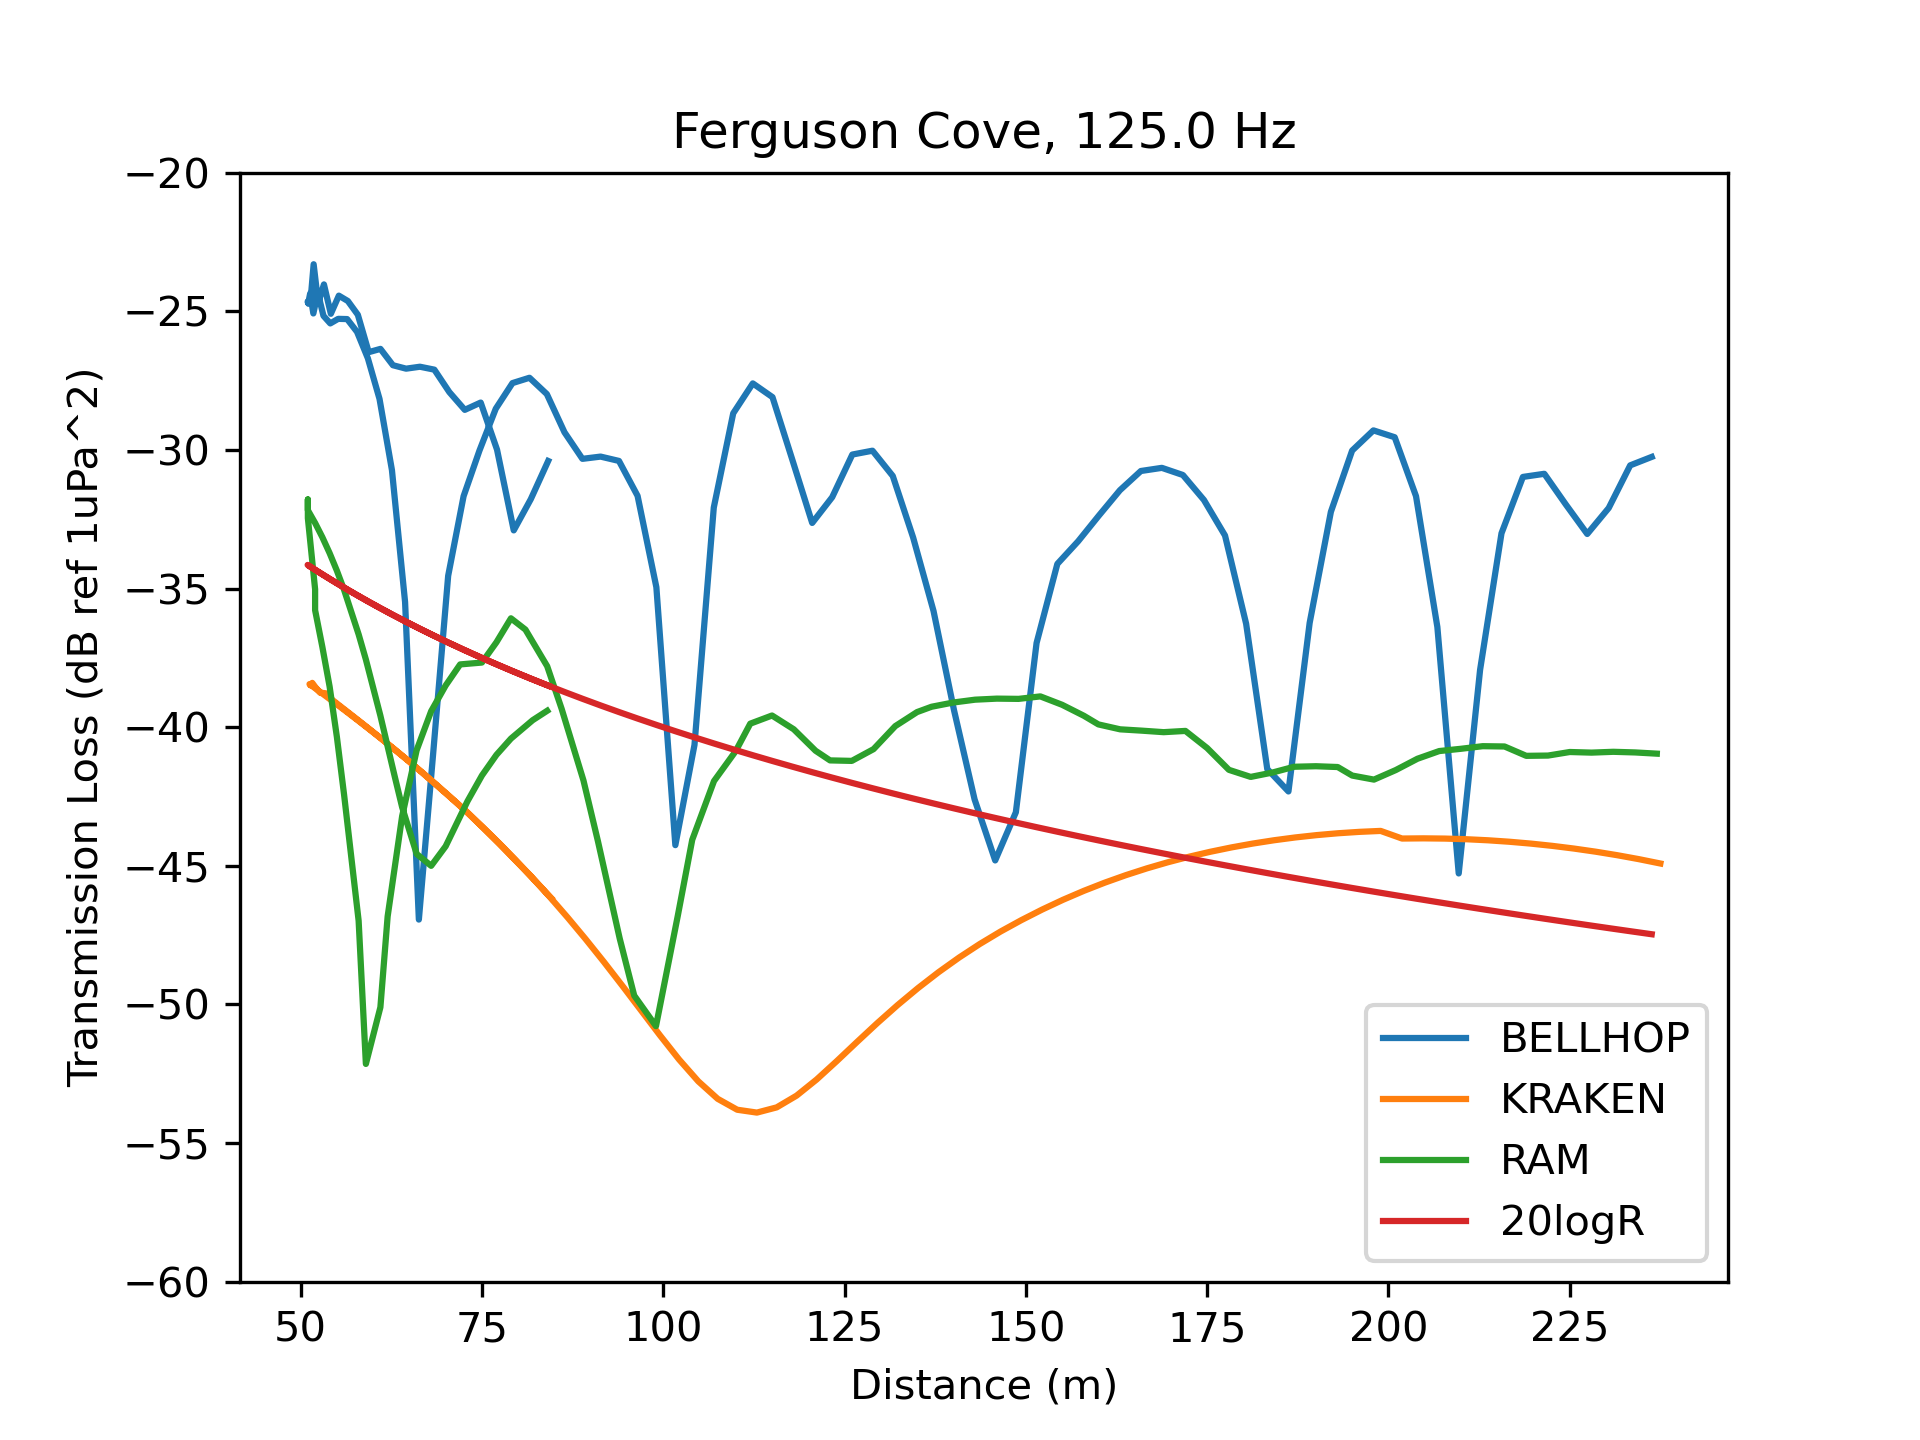 Ferguson Cove, 125.0 Hz
−20
−25
−30
−35
−40
−45
−50
−55
−60
Transmission Loss (dB ref 1uPa^2)
50 75 100 125 150 175 200 225
Distance (m)
BELLHOP
KRAKEN
RAM
20logR